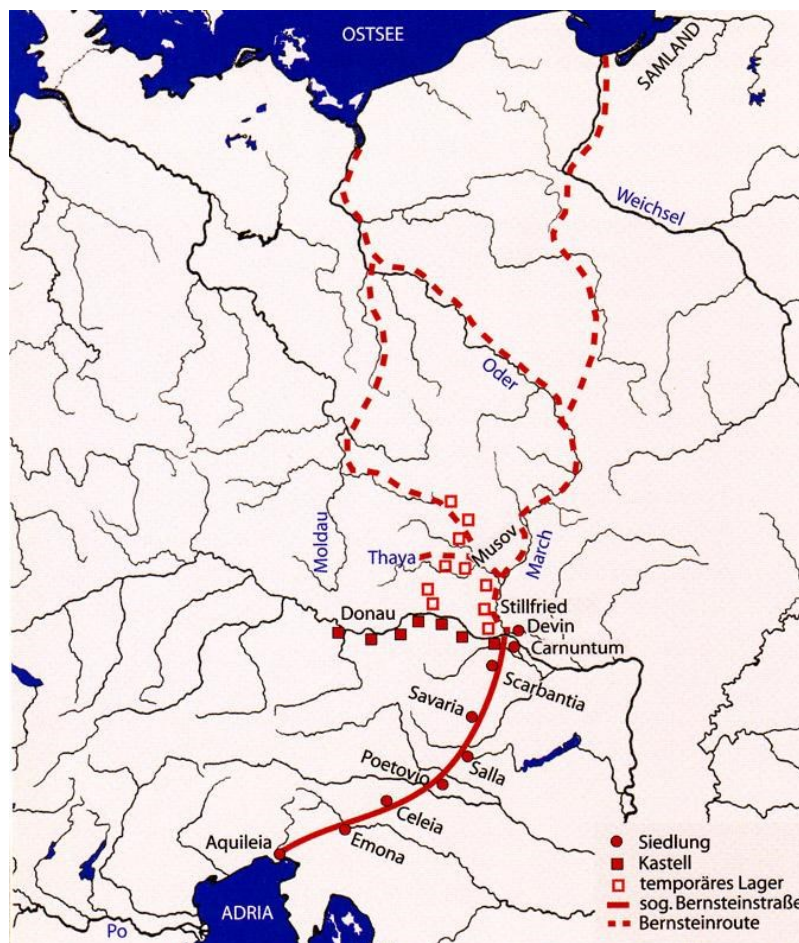 OSTSEE
SAMLAND
Weichsel
Oder
Moldau
Thaya
Musov
March
Stillfried
Donau
Devin
Carnuntum
Scarbantia
Savaria
Salla
Poetovio
Celeia
Emona
Aquileia
ADRIA
Po
Siedlung
Kastell
temporäres Lager
sog. Bernsteinstraße
Bernsteinroute